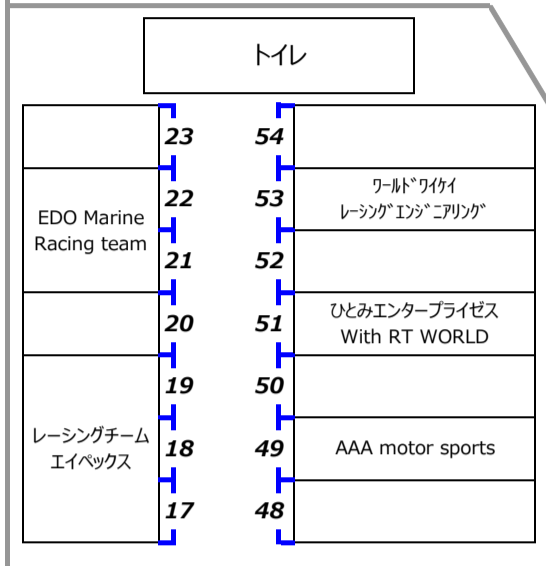 トイレ
23
54
22
53
ﾜｰﾙﾄﾞﾜｲｹｲ
ﾚｰｼﾝｸﾞｴﾝｼﾞﾆｱﾘﾝｸﾞ
EDO Marine
Racing team
21
52
20
51
ひとみエンタープライゼス
With RT WORLD
19
50
レーシングチーム
エイペックス
18
49
AAA motor sports
17
48